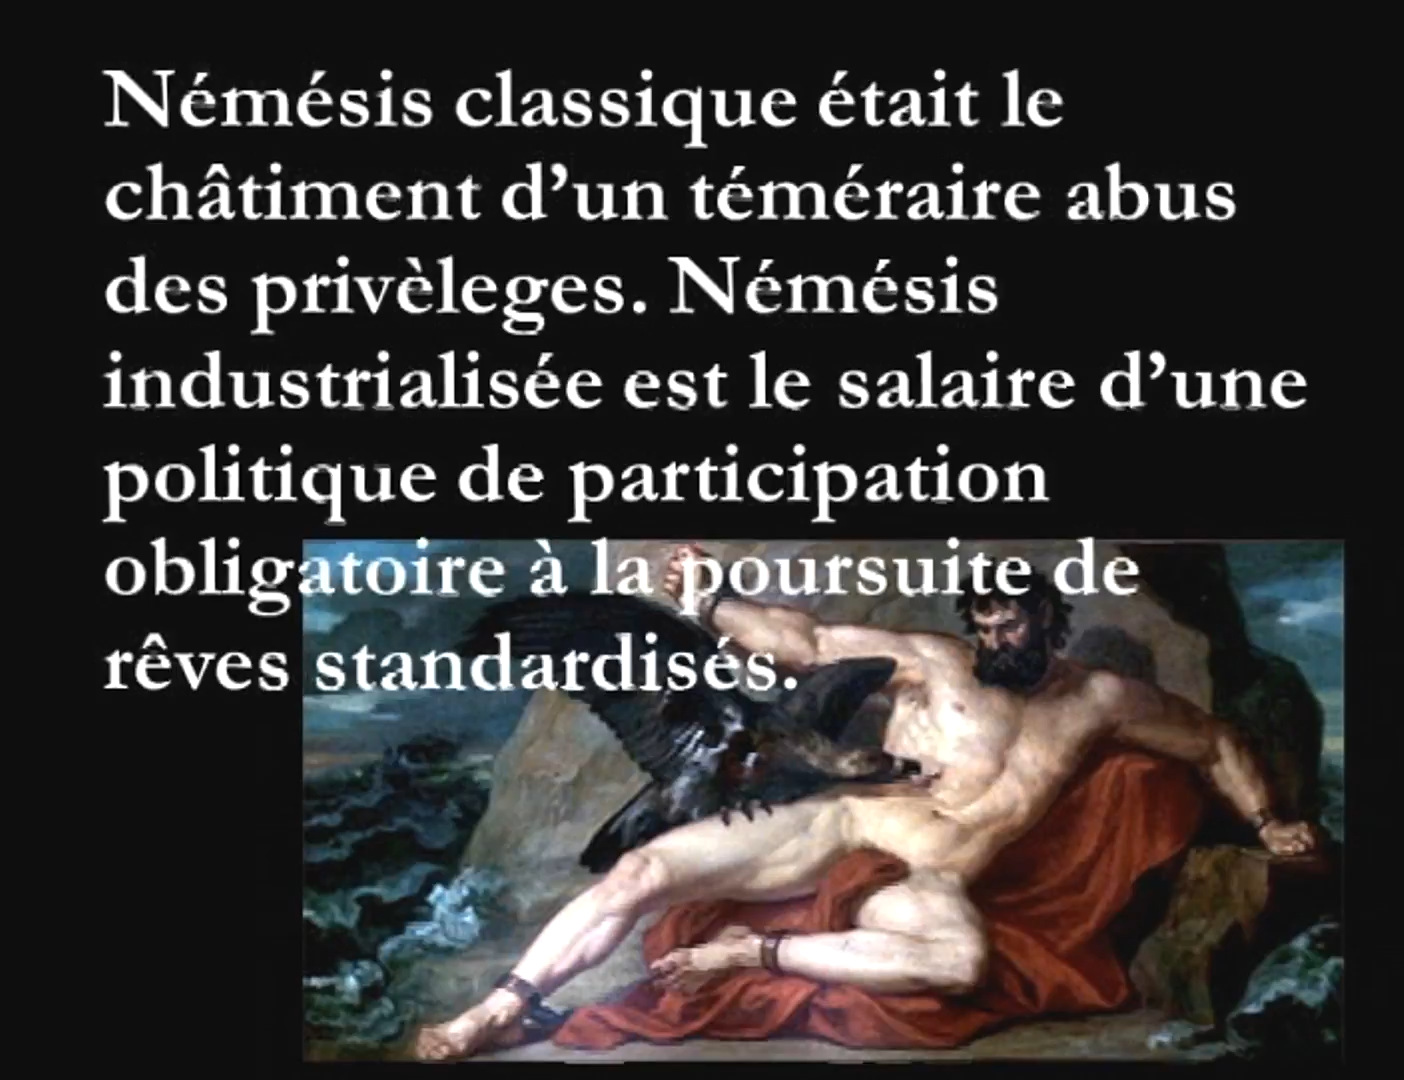 Némésis classique était le
châtiment d’un téméraire abus
des privèleges. Némésis
industrialisée est le salaire d’une
politique de participation
obligatoire à la poursuite de
rêves standardisés.